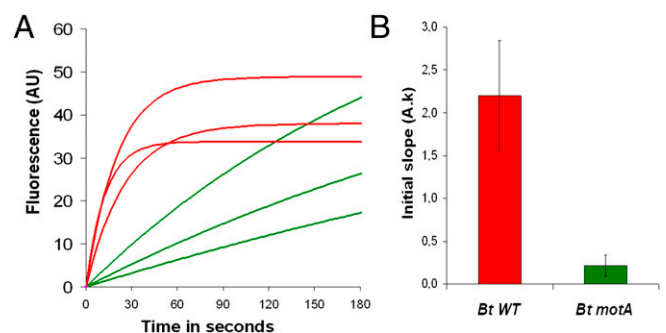 A
B
Fluorescence (AU)
60
50
40
30
20
10
0
0 30 60 90 120 150 180
Time in seconds
Initial slope (A.k)
3,0
2,5
2,0
1,5
1,0
0,5
0,0
Bt WT Bt motA